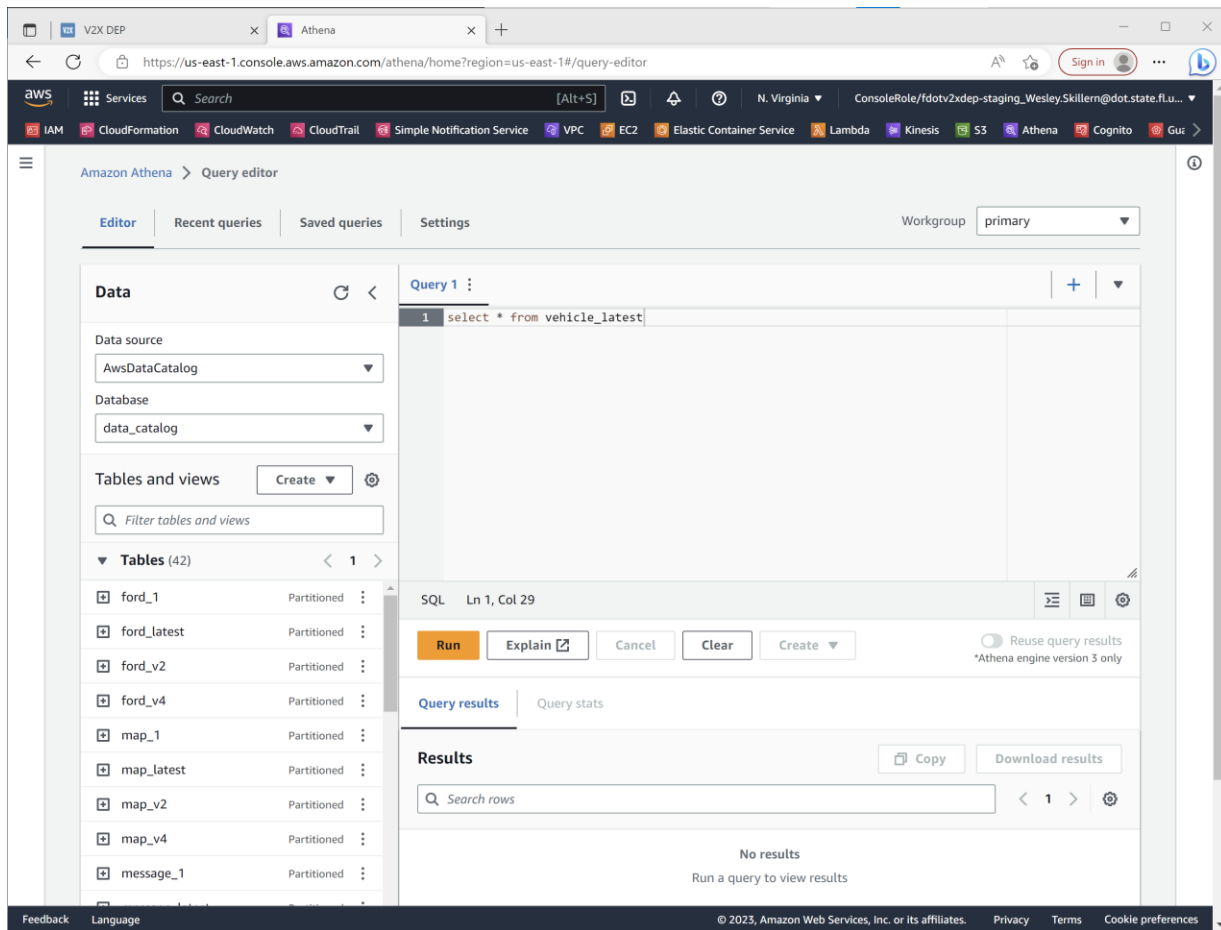 V2X DEP
Athena
https://us-east-1.console.aws.amazon.com/athena/home?region=us-east-1#/query-editor
Sign in
aws
Services
Search
[Alt+S]
N. Virginia
ConsoleRole/fdotv2xdep-staging_Wesley.Skillern@dot.state.fl.u...
IAM
CloudFormation
CloudWatch
CloudTrail
Simple Notification Service
VPC
EC2
Elastic Container Service
Lambda
Kinesis
S3
Athena
Cognito
Gua
Amazon Athena > Query editor
Editor
Recent queries
Saved queries
Settings
Workgroup
primary
Data
Data source
AwsDataCatalog
Database
data_catalog
Tables and views
Create
Filter tables and views
Tables (42)
< 1 >
ford_1 Partitioned
ford_latest Partitioned
ford_v2 Partitioned
ford_v4 Partitioned
map_1 Partitioned
map_latest Partitioned
map_v2 Partitioned
map_v4 Partitioned
message_1 Partitioned
Query 1
1 select * from vehicle_latest
SQL Ln 1, Col 29
Run
Explain
Cancel
Clear
Create
Reuse query results
*Athena engine version 3 only
Query results
Query stats
Results
Copy
Download results
Search rows
< 1 >
No results
Run a query to view results
Feedback
Language
© 2023, Amazon Web Services, Inc. or its affiliates.
Privacy
Terms
Cookie preferences